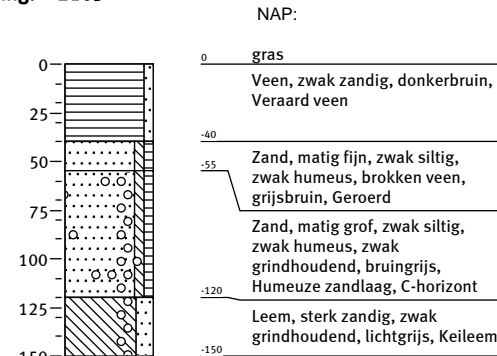 NAP:
0 gras
0
Veen, zwak zandig, donkerbruin,
Veraard veen
25
-40
50
Zand, matig fijn, zwak siltig,
-55
zwak humeus, brokken veen,
grijsbruin, Geroerd
75
Zand, matig grof, zwak siltig,
zwak humeus, zwak
100
grindhoudend, bruingrijs,
Humeuze zandlaag, C-horizont
-120
125
Leem, sterk zandig, zwak
grindhoudend, lichtgrijs, Keileem
150
-150